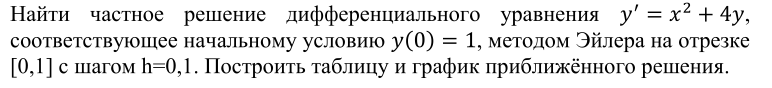 Найти частное решение дифференциального уравнения y′ = x² + 4y,
соответствующее начальному условию y(0) = 1, методом Эйлера на отрезке
[0,1] с шагом h=0,1. Построить таблицу и график приближённого решения.